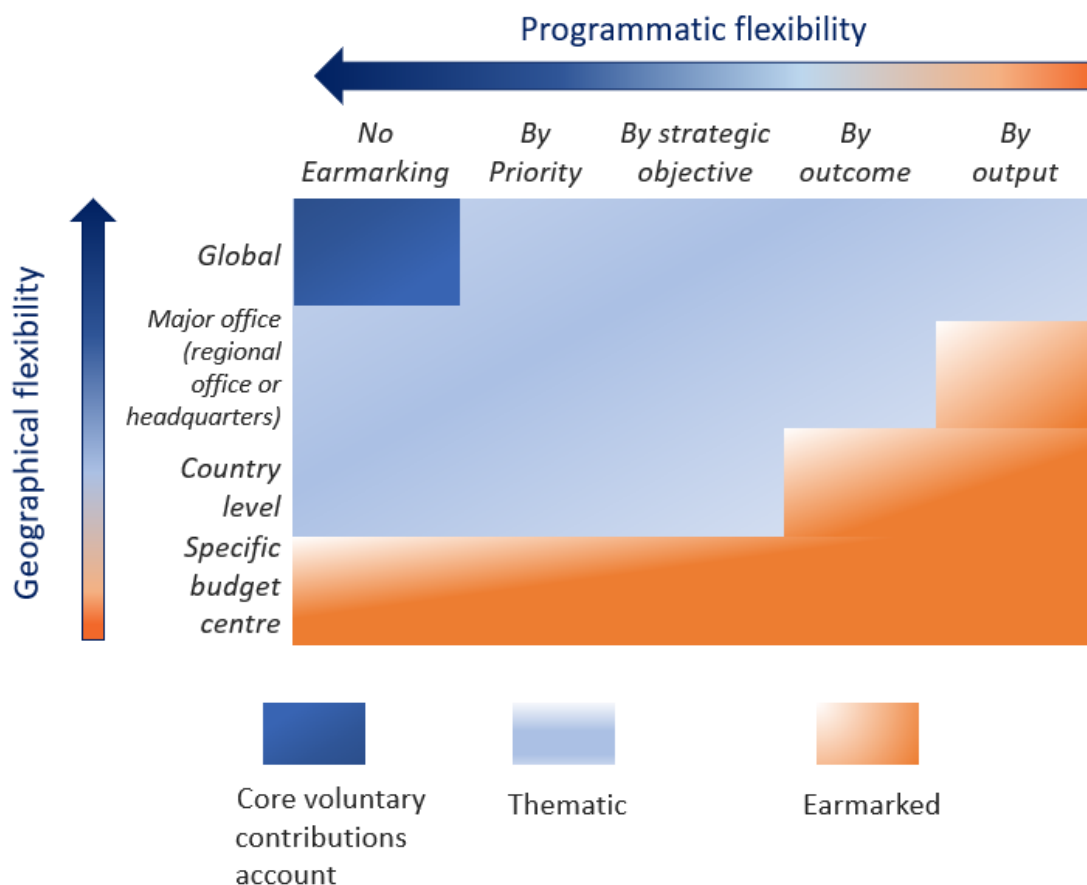 Programmatic flexibility
No
Earmarking
By
Priority
By strategic
objective
By
outcome
By
output
Geographical flexibility
Global
Major office
(regional
office or
headquarters)
Country
level
Specific
budget
centre
Core voluntary
contributions
account
Thematic
Earmarked